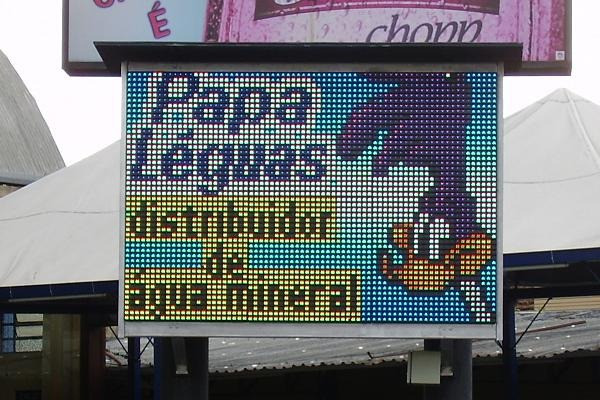 É
chopp
Papa
Léguas
distribuidor
de
água mineral